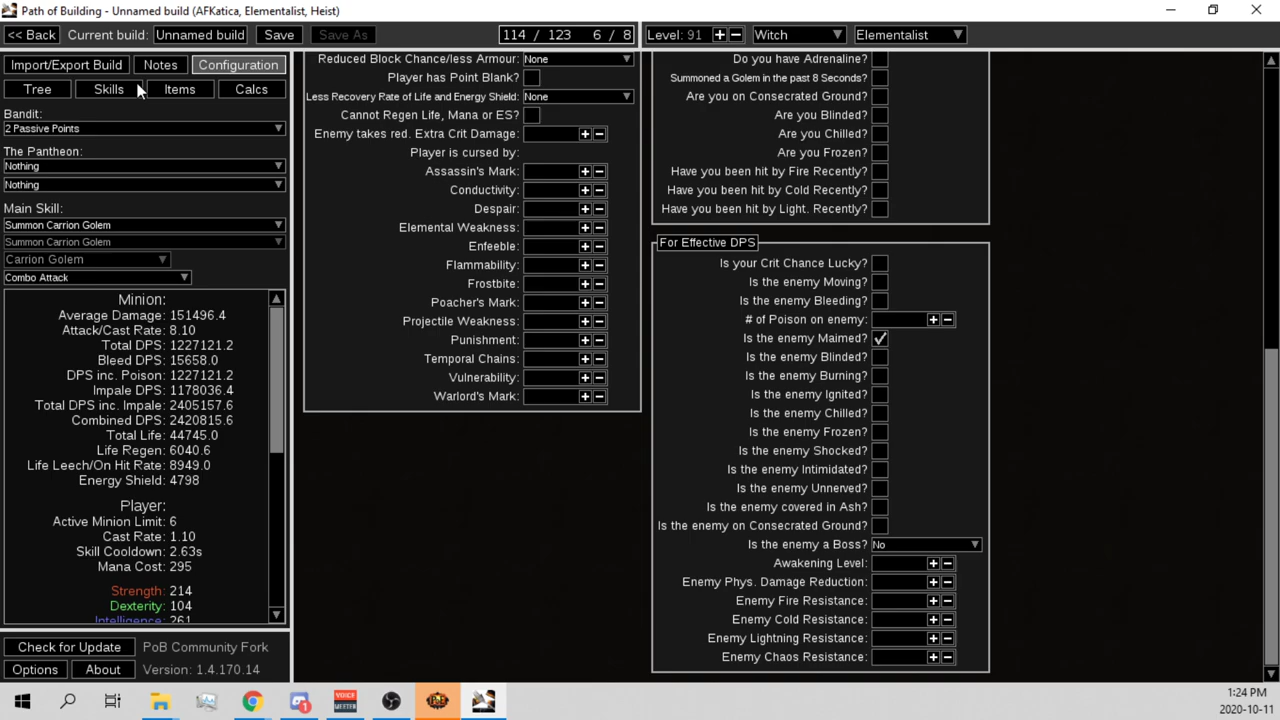 Path of Building - Unnamed build (AFKatica, Elementalist, Heist)
<< Back Current build: Unnamed build Save Save As 114 / 123 6 / 8 Level: 91 + - Witch Elementalist
Import/Export Build Notes Configuration
Tree Skills Items Calcs
Bandit:
2 Passive Points
The Pantheon:
Nothing
Nothing
Main Skill:
Summon Carrion Golem
Summon Carrion Golem
Carrion Golem
Combo Attack
Minion:
Average Damage: 151496.4
Attack/Cast Rate: 8.10
Total DPS: 1227121.2
Bleed DPS: 15658.0
DPS inc. Poison: 1227121.2
Impale DPS: 1178036.4
Total DPS inc. Impale: 2405157.6
Combined DPS: 2420815.6
Total Life: 44745.0
Life Regen: 6040.6
Life Leech/On Hit Rate: 8949.0
Energy Shield: 4798
Player:
Active Minion Limit: 6
Cast Rate: 1.10
Skill Cooldown: 2.63s
Mana Cost: 295
Strength: 214
Dexterity: 104
Intelligence: 261
Check for Update PoB Community Fork
Options About Version: 1.4.170.14
Reduced Block Chance/less Armour: None
Player has Point Blank?
Less Recovery Rate of Life and Energy Shield: None
Cannot Regen Life, Mana or ES?
Enemy takes red. Extra Crit Damage: + -
Player is cursed by:
Assassin's Mark: + -
Conductivity: + -
Despair: + -
Elemental Weakness: + -
Enfeeble: + -
Flammability: + -
Frostbite: + -
Poacher's Mark: + -
Projectile Weakness: + -
Punishment: + -
Temporal Chains: + -
Vulnerability: + -
Warlord's Mark: + -
Do you have Adrenaline?
Summoned a Golem in the past 8 Seconds?
Are you on Consecrated Ground?
Are you Blinded?
Are you Chilled?
Are you Frozen?
Have you been hit by Fire Recently?
Have you been hit by Cold Recently?
Have you been hit by Light. Recently?
For Effective DPS
Is your Crit Chance Lucky?
Is the enemy Moving?
Is the enemy Bleeding?
# of Poison on enemy: + -
Is the enemy Maimed?
Is the enemy Blinded?
Is the enemy Burning?
Is the enemy Ignited?
Is the enemy Chilled?
Is the enemy Frozen?
Is the enemy Shocked?
Is the enemy Intimidated?
Is the enemy Unnerved?
Is the enemy covered in Ash?
Is the enemy on Consecrated Ground?
Is the enemy a Boss? No
Awakening Level: + -
Enemy Phys. Damage Reduction: + -
Enemy Fire Resistance: + -
Enemy Cold Resistance: + -
Enemy Lightning Resistance: + -
Enemy Chaos Resistance: + -
1
VOICE
MEETER
1:24 PM
2020-10-11